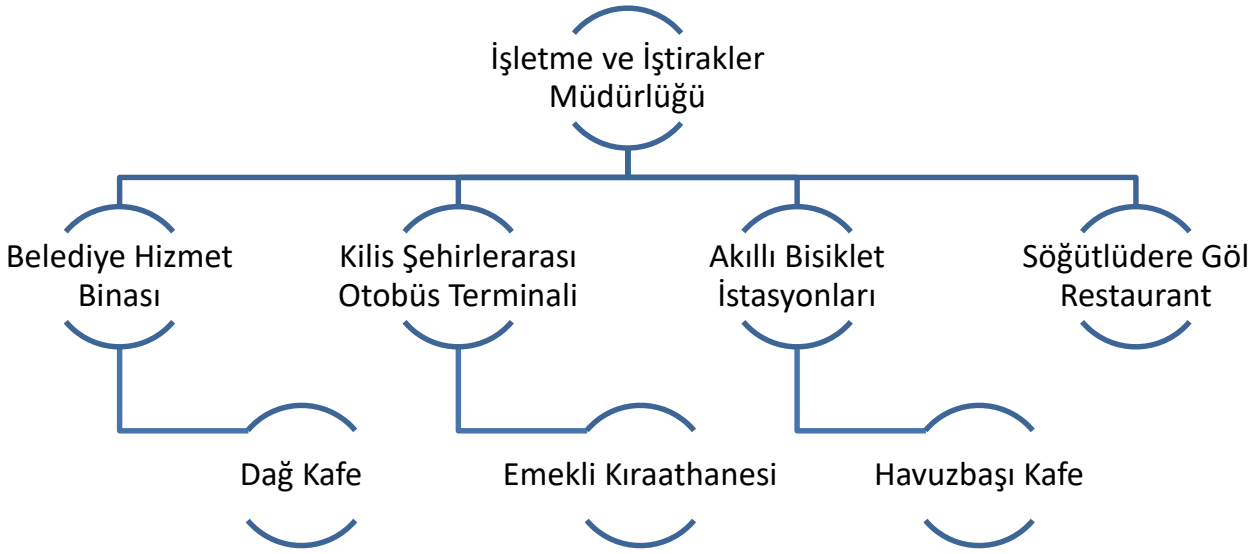 İşletme ve İştirakler
Müdürlüğü
Belediye Hizmet
Binası
Kilis Şehirlerarası
Otobüs Terminali
Akıllı Bisiklet
İstasyonları
Söğütlüdere Göl
Restaurant
Dağ Kafe
Emekli Kıraathanesi
Havuzbaşı Kafe